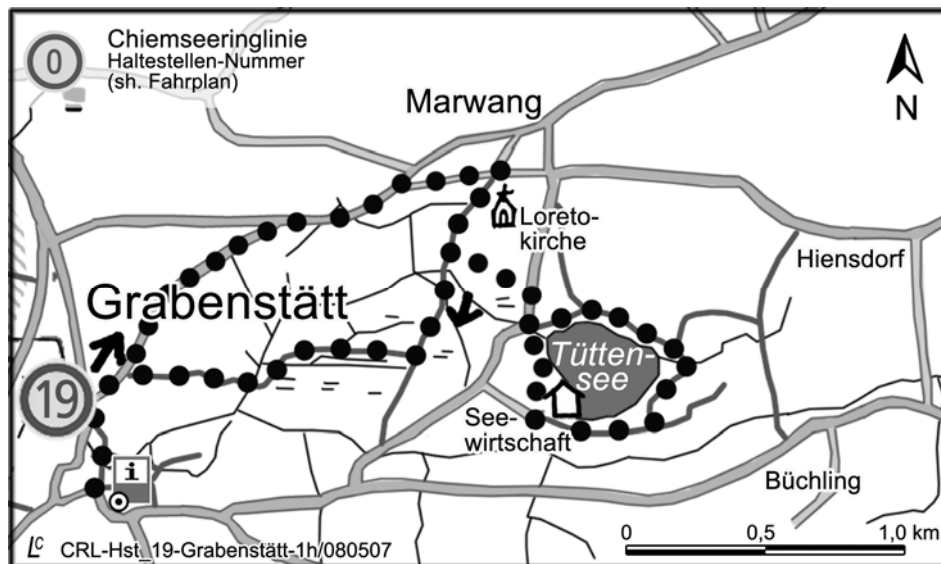 0
Chiemseeringlinie
Haltestellen-Nummer
(sh. Fahrplan)
Marwang
N
Loreto-
kirche
Hiensdorf
Grabenstätt
Tütten-
see
19
See-
wirtschaft
i
Büchling
0 0,5 1,0 km
Lc CRL-Hst_19-Grabenstätt-1h/080507